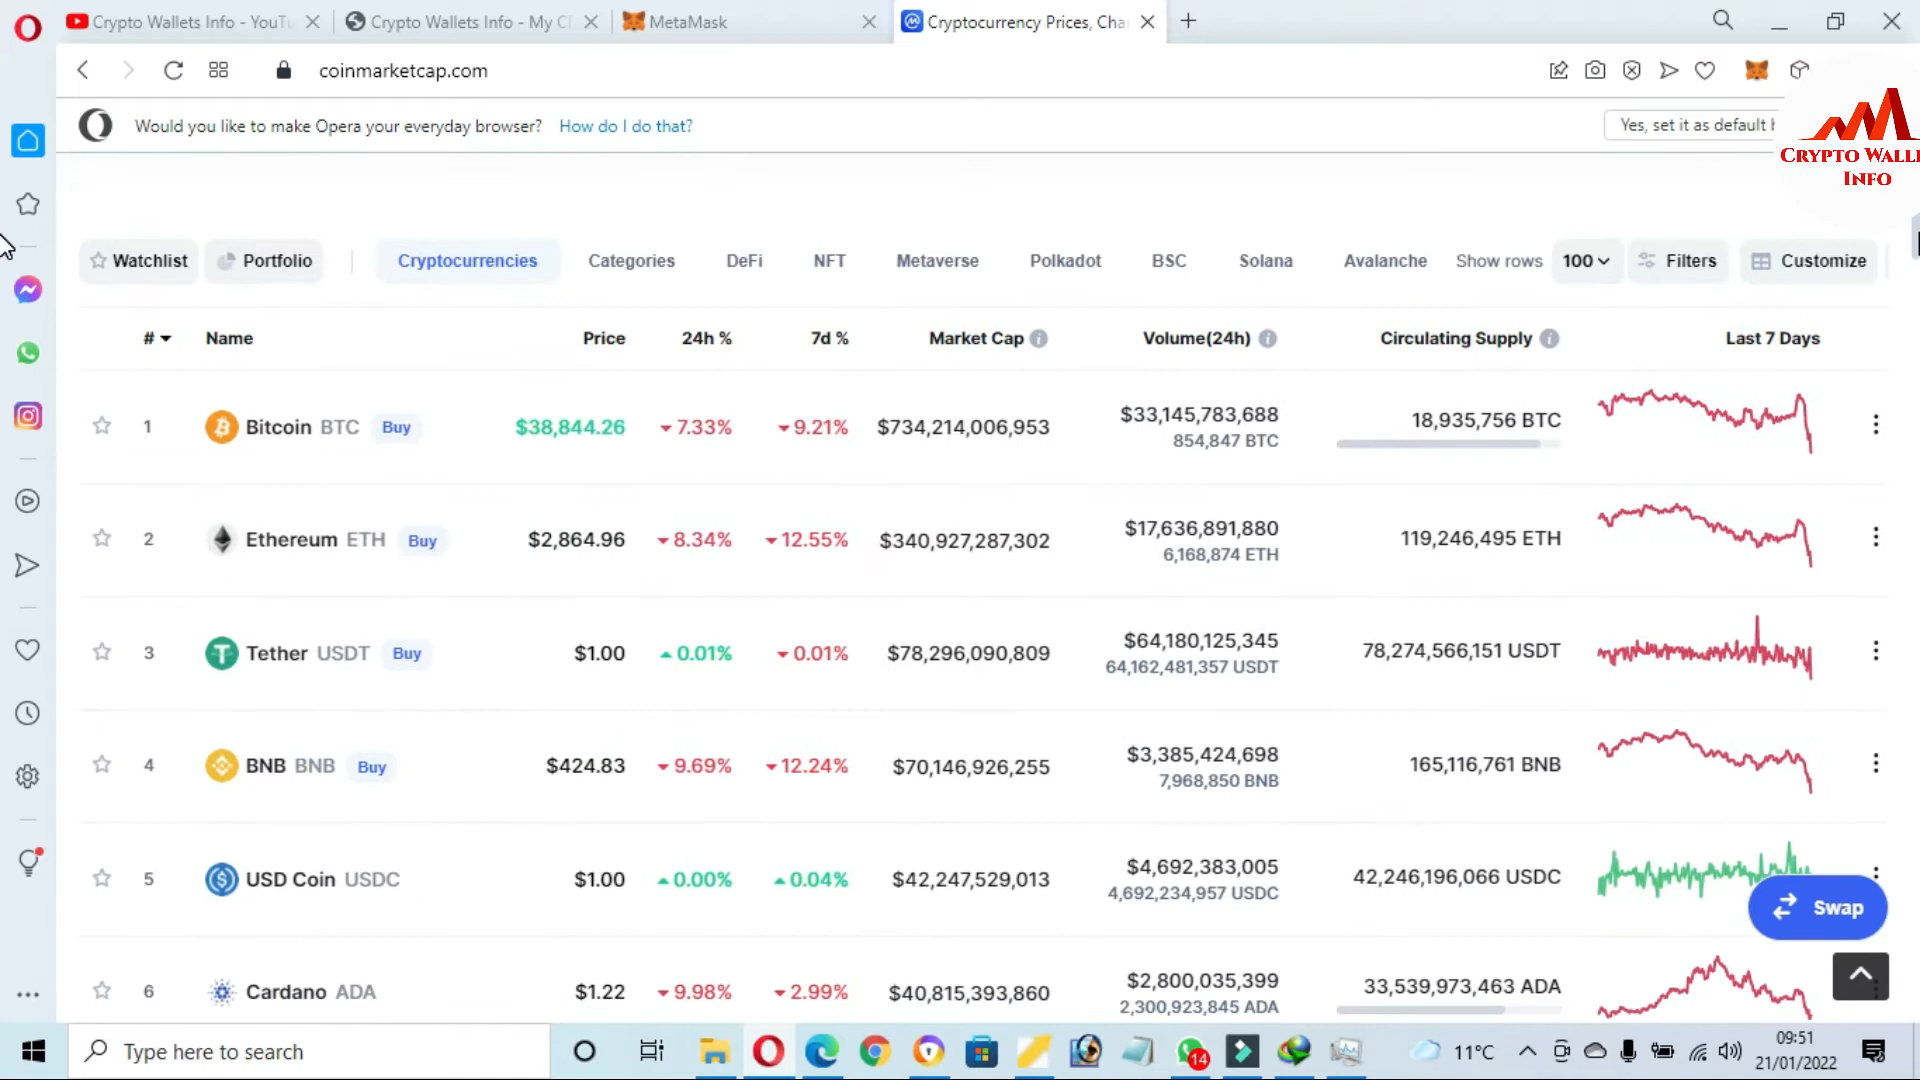 Crypto Wallets Info - YouTu
Crypto Wallets Info - My C
MetaMask
Cryptocurrency Prices, Cha
coinmarketcap.com
Would you like to make Opera your everyday browser? How do I do that?
Yes, set it as default b
CRYPTO WALLE
INFO
Watchlist
Portfolio
Cryptocurrencies
Categories
DeFi
NFT
Metaverse
Polkadot
BSC
Solana
Avalanche
Show rows
100
Filters
Customize
# Name Price 24h % 7d % Market Cap Volume(24h) Circulating Supply Last 7 Days
1 Bitcoin BTC Buy $38,844.26 7.33% 9.21% $734,214,006,953 $33,145,783,688 18,935,756 BTC
854,847 BTC
2 Ethereum ETH Buy $2,864.96 8.34% 12.55% $340,927,287,302 $17,636,891,880 119,246,495 ETH
6,168,874 ETH
3 Tether USDT Buy $1.00 0.01% 0.01% $78,296,090,809 $64,180,125,345 78,274,566,151 USDT
64,162,481,357 USDT
4 BNB BNB Buy $424.83 9.69% 12.24% $70,146,926,255 $3,385,424,698 165,116,761 BNB
7,968,850 BNB
5 USD Coin USDC $1.00 0.00% 0.04% $42,247,529,013 $4,692,383,005 42,246,196,066 USDC
4,692,234,957 USDC
Swap
6 Cardano ADA $1.22 9.98% 2.99% $40,815,393,860 $2,800,035,399 33,539,973,463 ADA
2,300,923,845 ADA
Type here to search
14
11°C
09:51
21/01/2022